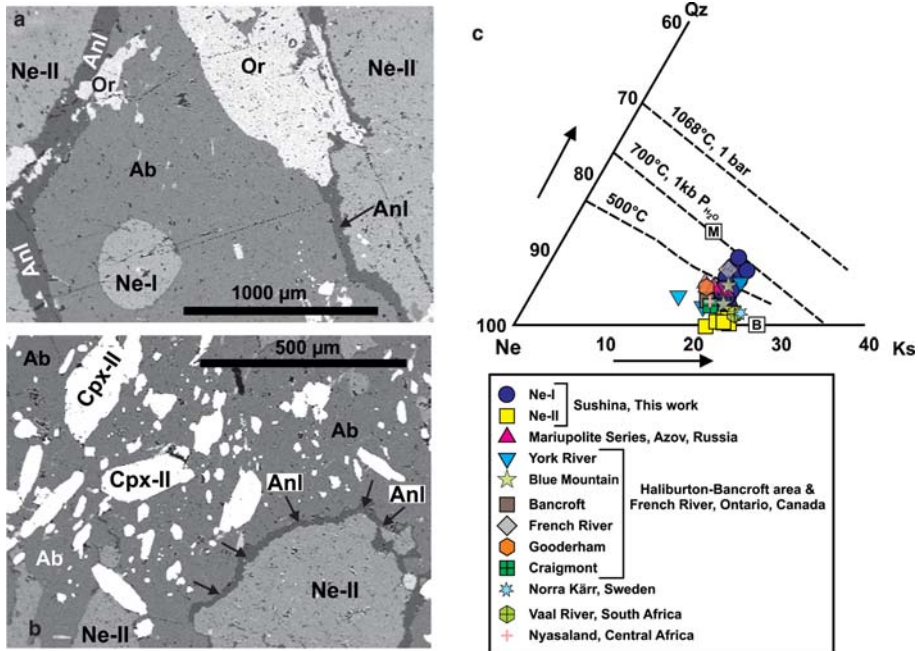 a
Ne-II
Anl
Or
Or
Ne-II
Ab
Anl
Anl
Ne-I
1000 µm
Ab
Cpx-II
500 µm
Ab
Cpx-II
Anl
Anl
Ab
Ne-II
b
Ne-II
c
Qz
60
70
1068°C, 1 bar
80
700°C, 1kb P H₂O
500°C
M
90
100
B
Ne
10
20
30
40
Ks
Ne-I
Ne-II
Sushina, This work
Mariupolite Series, Azov, Russia
York River
Blue Mountain
Bancroft
French River
Gooderham
Craigmont
Haliburton-Bancroft area &
French River, Ontario, Canada
Norra Kärr, Sweden
Vaal River, South Africa
Nyasaland, Central Africa